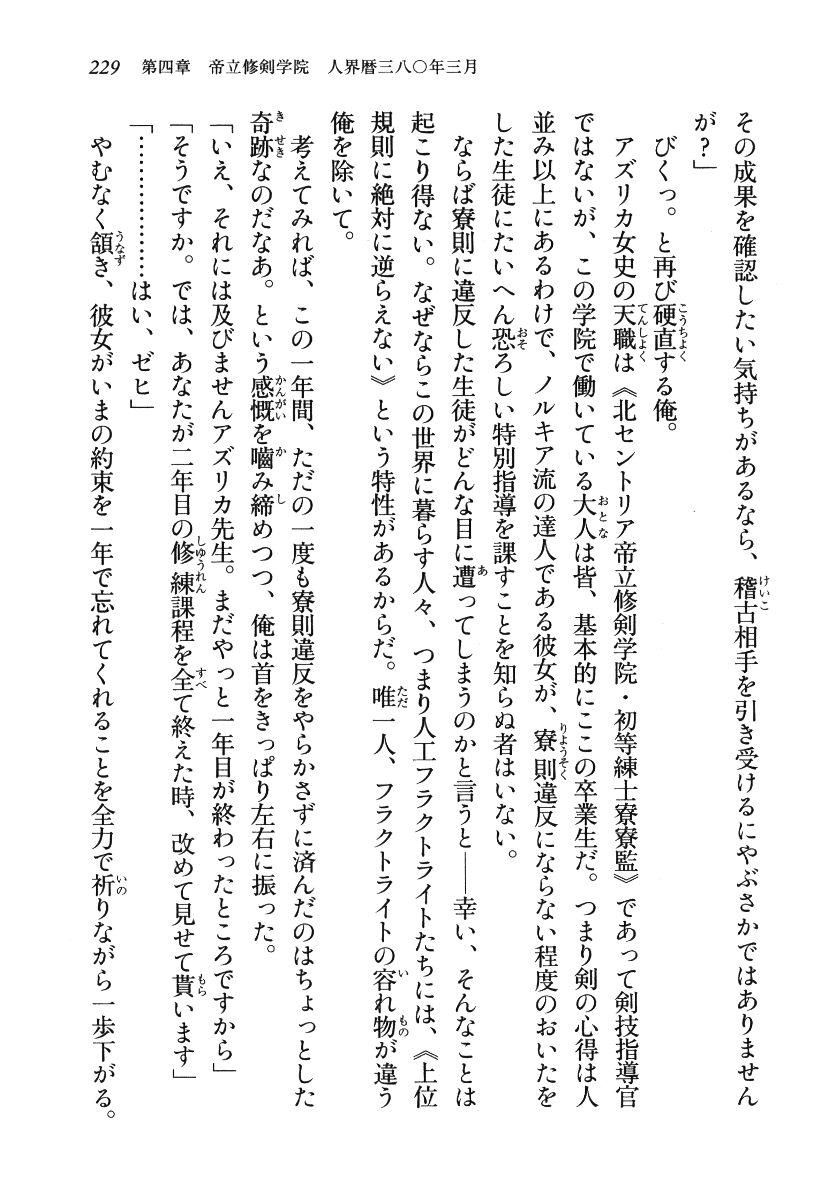 229　第四章　帝立修剣学院　人界暦三八〇年三月
その成果を確認したい気持ちがあるなら、稽古相手を引き受けるにやぶさかではありません
が？」
びくっ。と再び硬直する俺。
アズリカ女史の天職は《北セントリア帝立修剣学院・初等練士寮寮監》であって剣技指導官
ではないが、この学院で働いている大人は皆、基本的にここの卒業生だ。つまり剣の心得は人
並み以上にあるわけで、ノルキア流の達人である彼女が、寮則違反にならない程度のおいたを
した生徒にたいへん恐ろしい特別指導を課すことを知らぬ者はいない。
ならば寮則に違反した生徒がどんな目に遭ってしまうのかと言うと――幸い、そんなことは
起こり得ない。なぜならこの世界に暮らす人々、つまり人工フラクトライトたちには、《上位
規則に絶対に逆らえない》という特性があるからだ。唯一人、フラクトライトの容れ物が違う
俺を除いて。
考えてみれば、この一年間、ただの一度も寮則違反をやらかさずに済んだのはちょっとした
奇跡なのだなあ。という感慨を嚙み締めつつ、俺は首をきっぱり左右に振った。
「いえ、それには及びませんアズリカ先生。まだやっと一年目が終わったところですから」
「そうですか。では、あなたが二年目の修練課程を全て終えた時、改めて見せて貰います」
「………………はい、ゼヒ」
やむなく頷き、彼女がいまの約束を一年で忘れてくれることを全力で祈りながら一歩下がる。